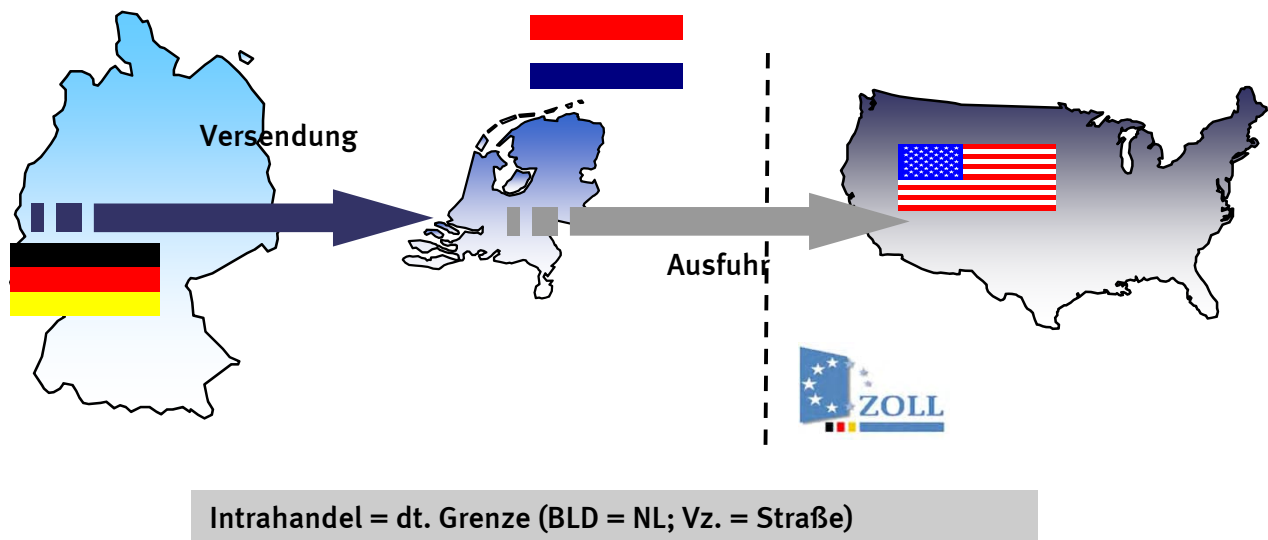 Versendung
Ausfuhr
ZOLL
Intrahandel = dt. Grenze (BLD = NL; Vz. = Straße)